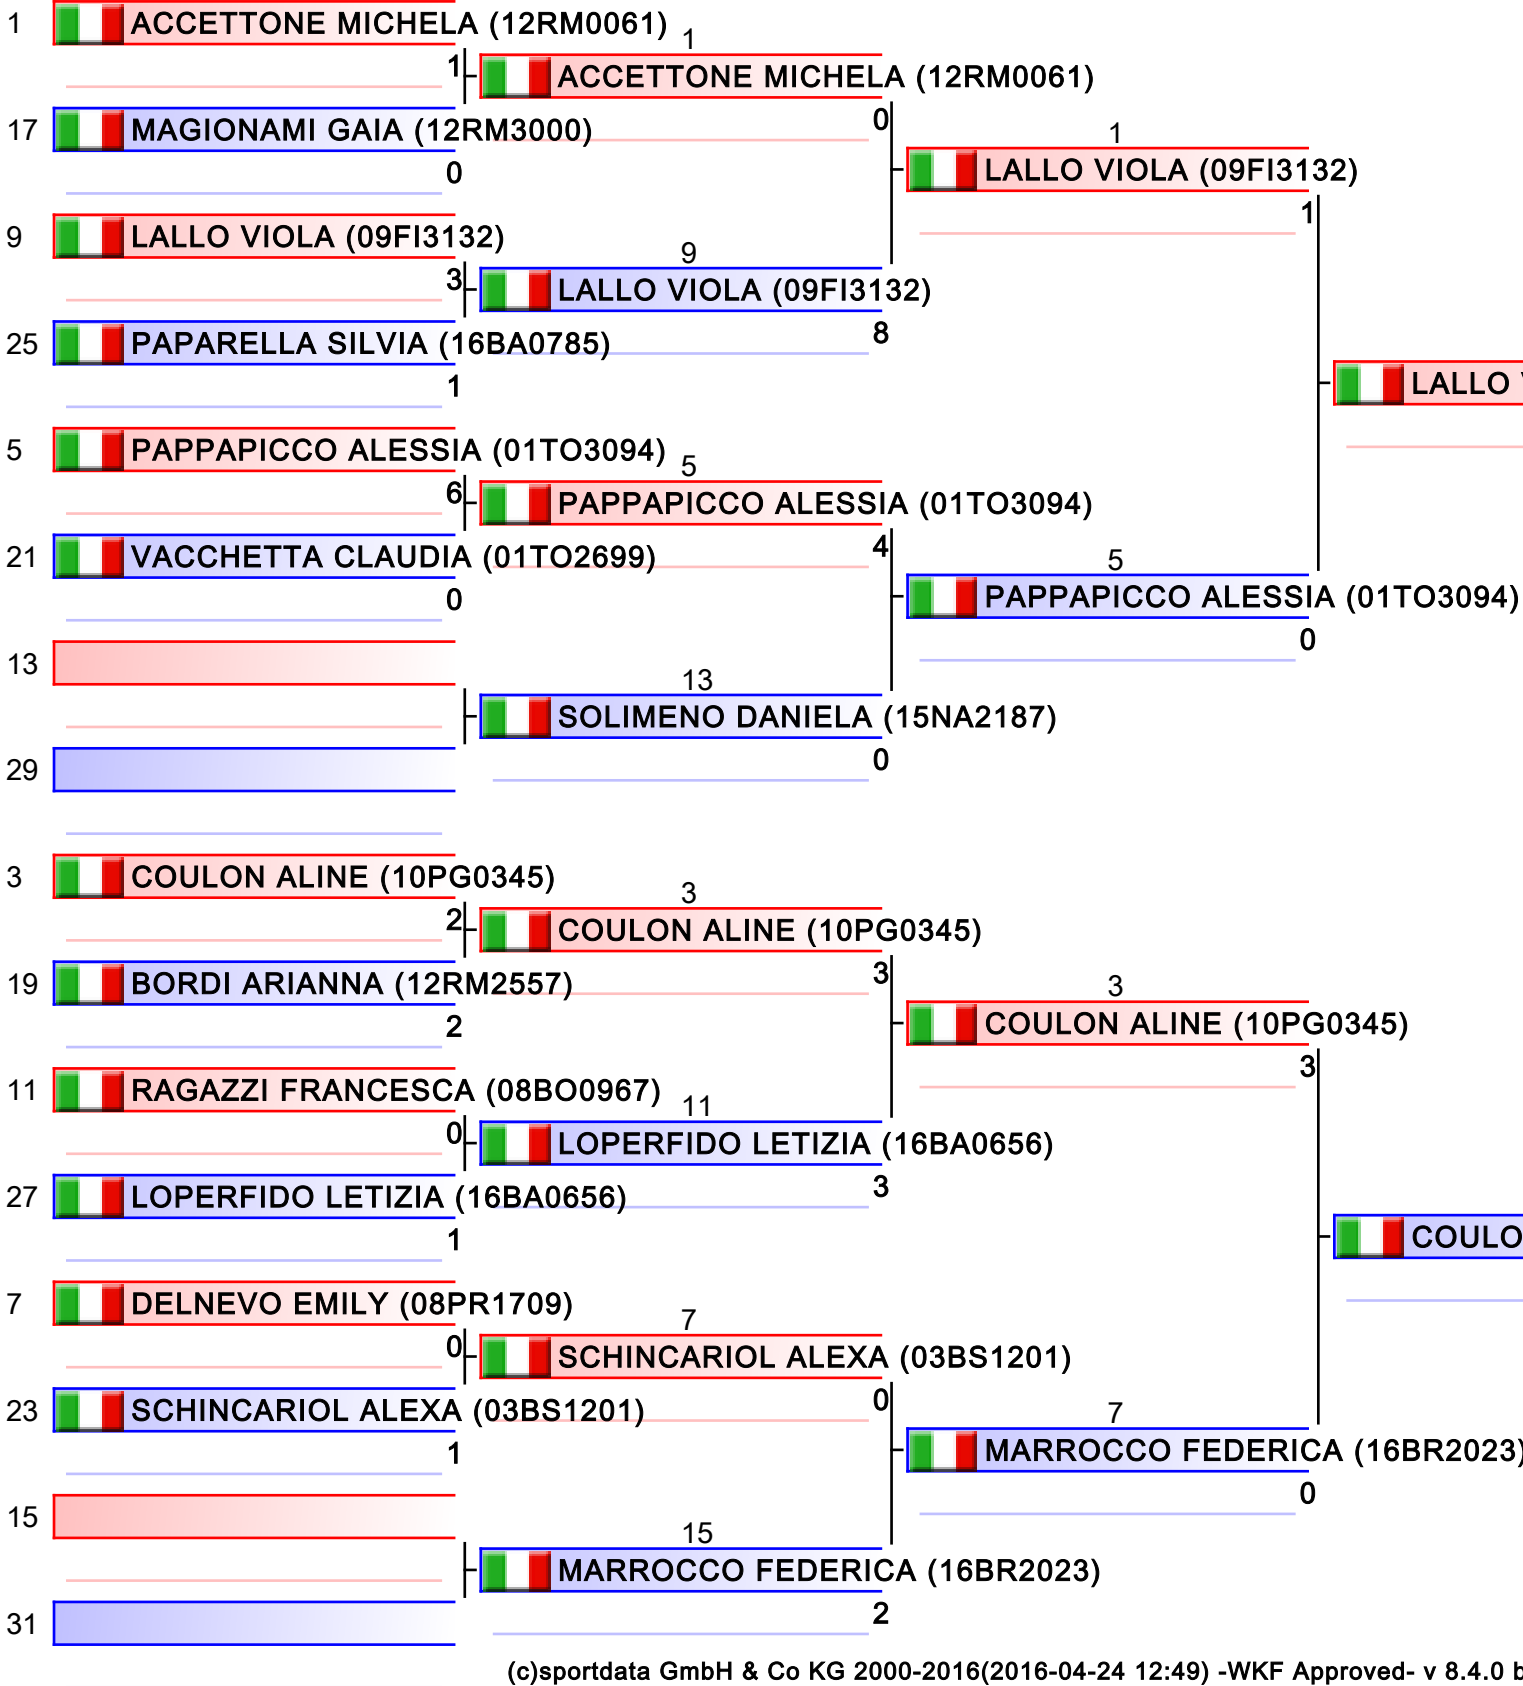 1 ACCETTONE MICHELA (12RM0061)
1
17 MAGIONAMI GAIA (12RM3000)
0
9 LALLO VIOLA (09FI3132)
3
25 PAPARELLA SILVIA (16BA0785)
1
5 PAPPAPICCO ALESSIA (01TO3094)
6
21 VACCHETTA CLAUDIA (01TO2699)
0
13
29
3 COULON ALINE (10PG0345)
2
19 BORDI ARIANNA (12RM2557)
2
11 RAGAZZI FRANCESCA (08BO0967)
0
27 LOPERFIDO LETIZIA (16BA0656)
1
7 DELNEVO EMILY (08PR1709)
0
23 SCHINCARIOL ALEXA (03BS1201)
1
15
31
1
ACCETTONE MICHELA (12RM0061)
0
9
LALLO VIOLA (09FI3132)
8
5
PAPPAPICCO ALESSIA (01TO3094)
4
13
SOLIMENO DANIELA (15NA2187)
0
3
COULON ALINE (10PG0345)
3
11
LOPERFIDO LETIZIA (16BA0656)
3
7
SCHINCARIOL ALEXA (03BS1201)
0
15
MARROCCO FEDERICA (16BR2023)
2
1
LALLO VIOLA (09FI3132)
1
5
PAPPAPICCO ALESSIA (01TO3094)
0
3
COULON ALINE (10PG0345)
3
7
MARROCCO FEDERICA (16BR2023)
0
LALLO
COULO
(c)sportdata GmbH & Co KG 2000-2016(2016-04-24 12:49) -WKF Approved- v 8.4.0 b